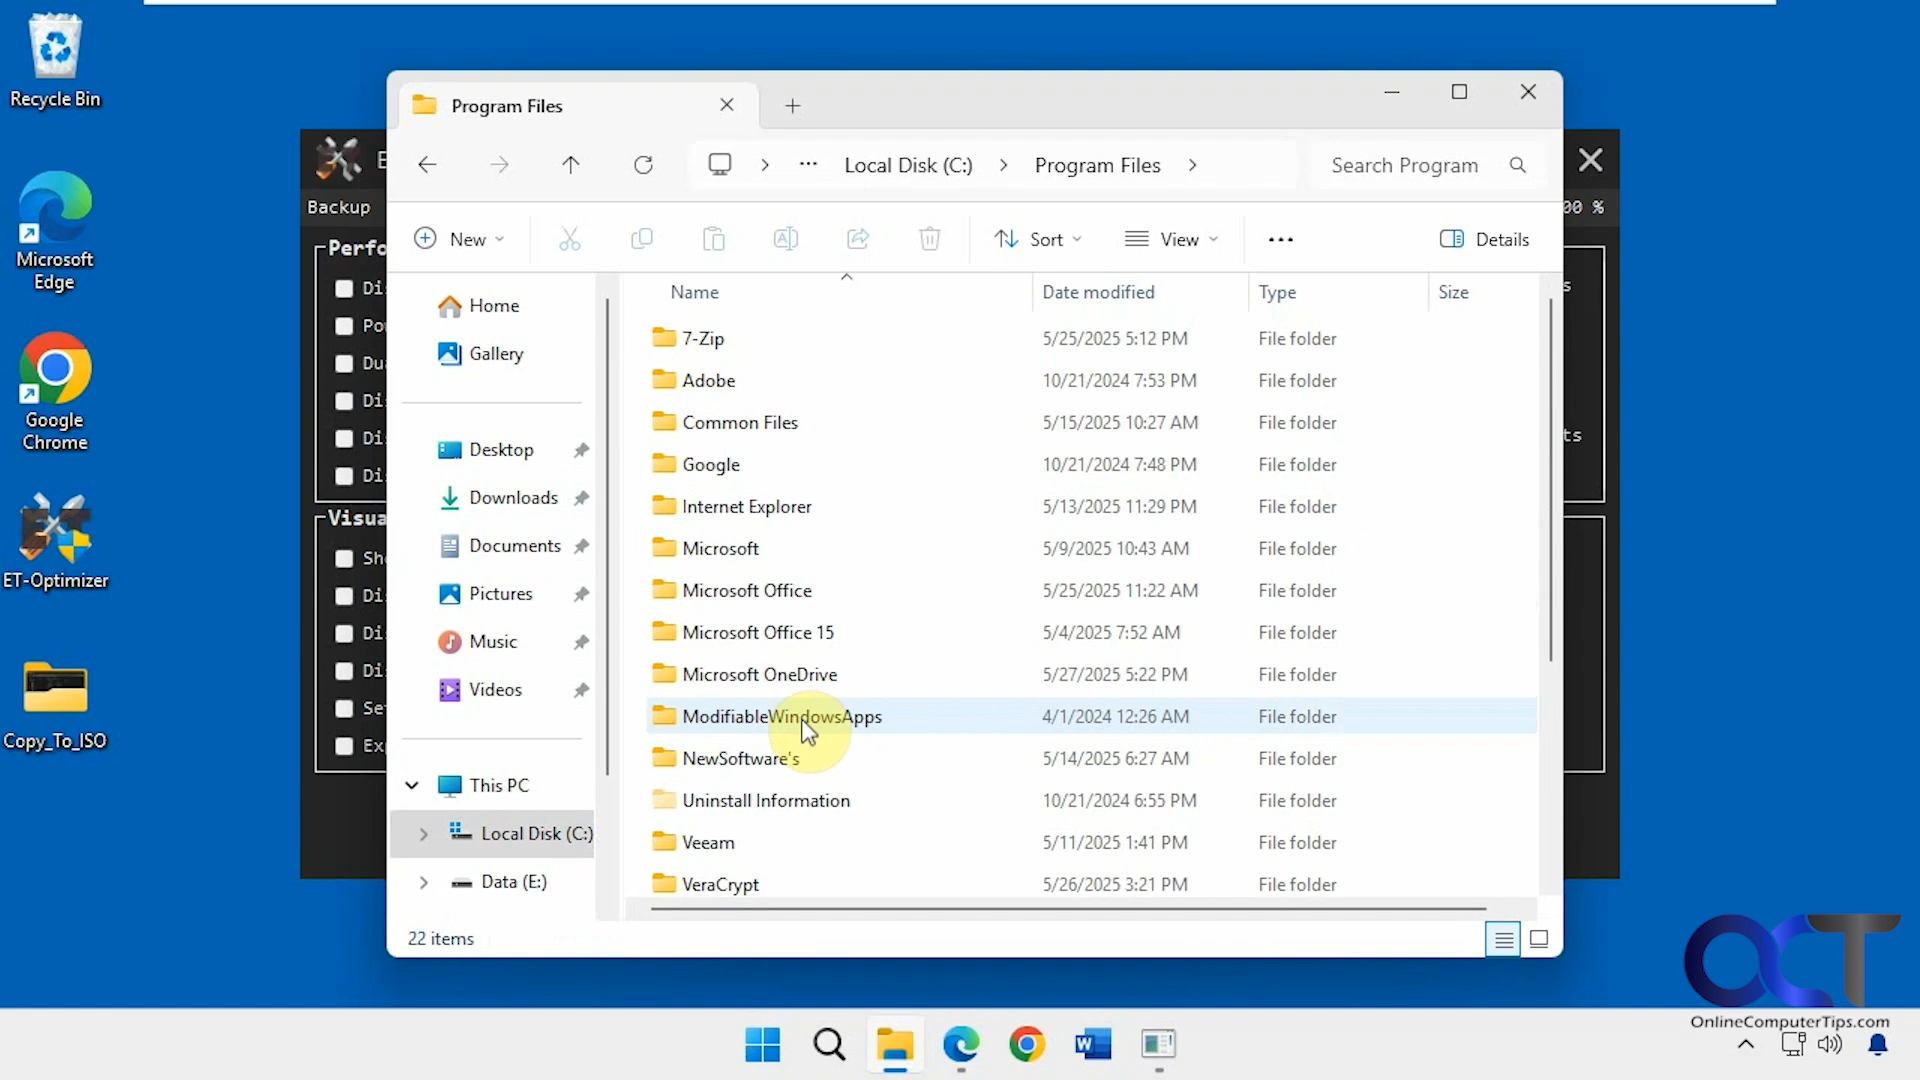 Recycle Bin
Microsoft
Edge
Google
Chrome
ET-Optimizer
Copy_To_ISO
E
Backup
Perfo
Di
Po
Du
Di
Di
Di
Visua
Sh
Di
Di
Di
Se
Ex
00 %
s
ts
Program Files
Local Disk (C:)
Program Files
Search Program
New
Sort
View
Details
Home
Gallery
Desktop
Downloads
Documents
Pictures
Music
Videos
This PC
Local Disk (C:)
Data (E:)
Name Date modified Type Size
7-Zip 5/25/2025 5:12 PM File folder
Adobe 10/21/2024 7:53 PM File folder
Common Files 5/15/2025 10:27 AM File folder
Google 10/21/2024 7:48 PM File folder
Internet Explorer 5/13/2025 11:29 PM File folder
Microsoft 5/9/2025 10:43 AM File folder
Microsoft Office 5/25/2025 11:22 AM File folder
Microsoft Office 15 5/4/2025 7:52 AM File folder
Microsoft OneDrive 5/27/2025 5:22 PM File folder
ModifiableWindowsApps 4/1/2024 12:26 AM File folder
NewSoftware's 5/14/2025 6:27 AM File folder
Uninstall Information 10/21/2024 6:55 PM File folder
Veeam 5/11/2025 1:41 PM File folder
VeraCrypt 5/26/2025 3:21 PM File folder
22 items
OCT
OnlineComputerTips.com